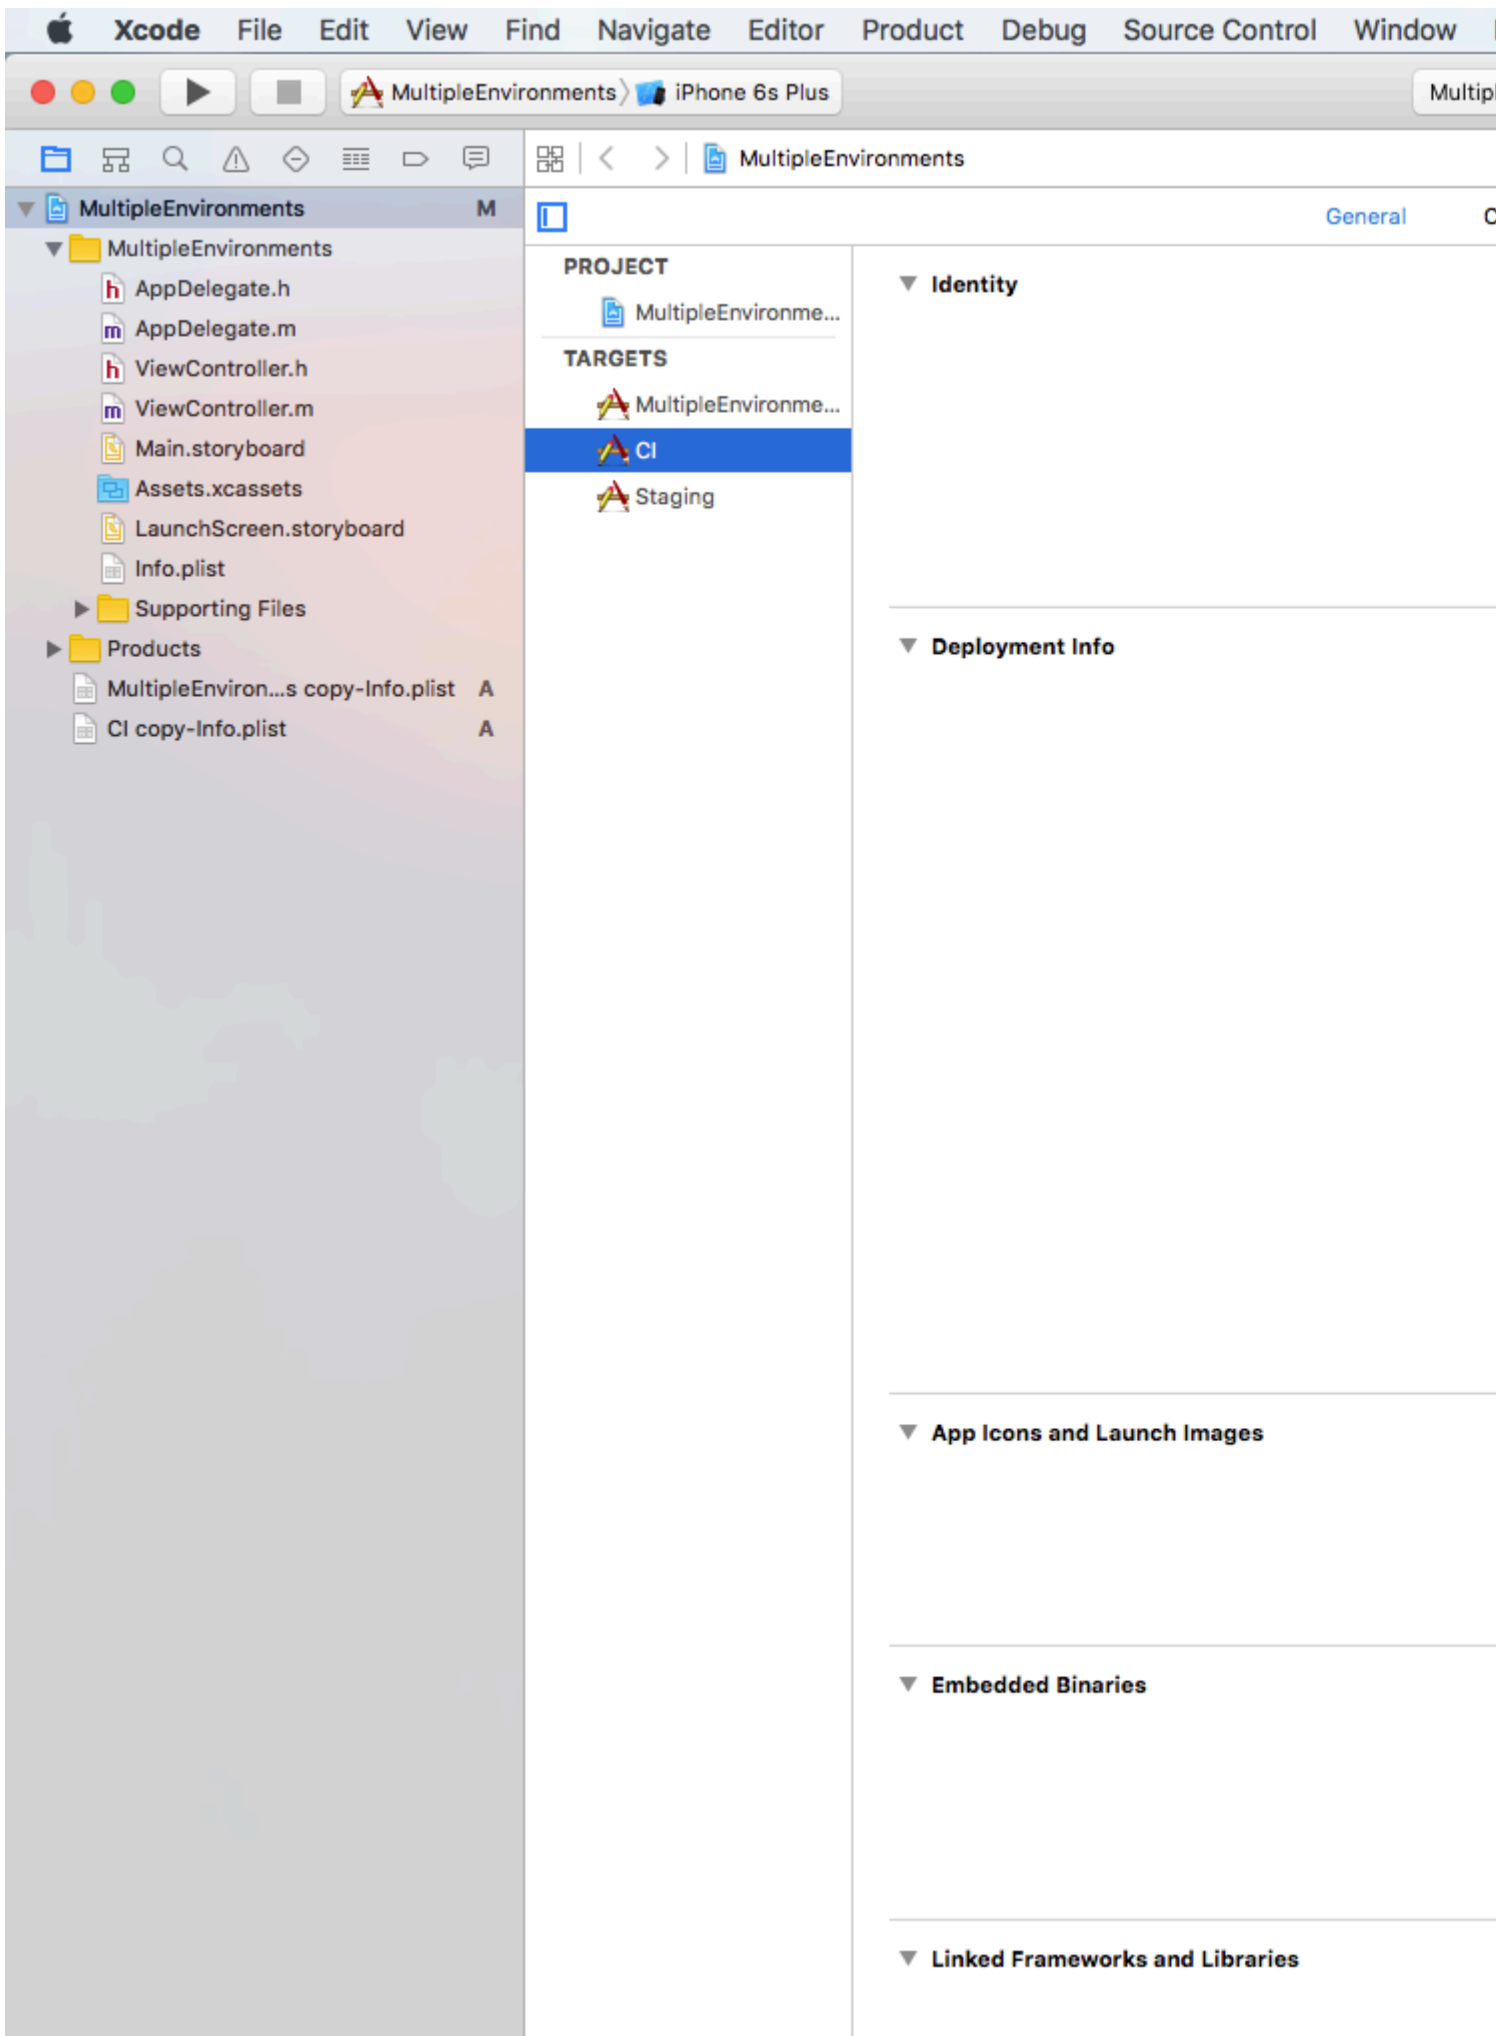 Xcode File Edit View Find Navigate Editor Product Debug Source Control Window
MultipleEnvironments iPhone 6s Plus
Multip
MultipleEnvironments
MultipleEnvironments M
General C
MultipleEnvironments
AppDelegate.h
AppDelegate.m
ViewController.h
ViewController.m
Main.storyboard
Assets.xcassets
LaunchScreen.storyboard
Info.plist
Supporting Files
Products
MultipleEnviron...s copy-Info.plist A
CI copy-Info.plist A
PROJECT
MultipleEnvironme...
TARGETS
MultipleEnvironme...
CI
Staging
Identity
Deployment Info
App Icons and Launch Images
Embedded Binaries
Linked Frameworks and Libraries